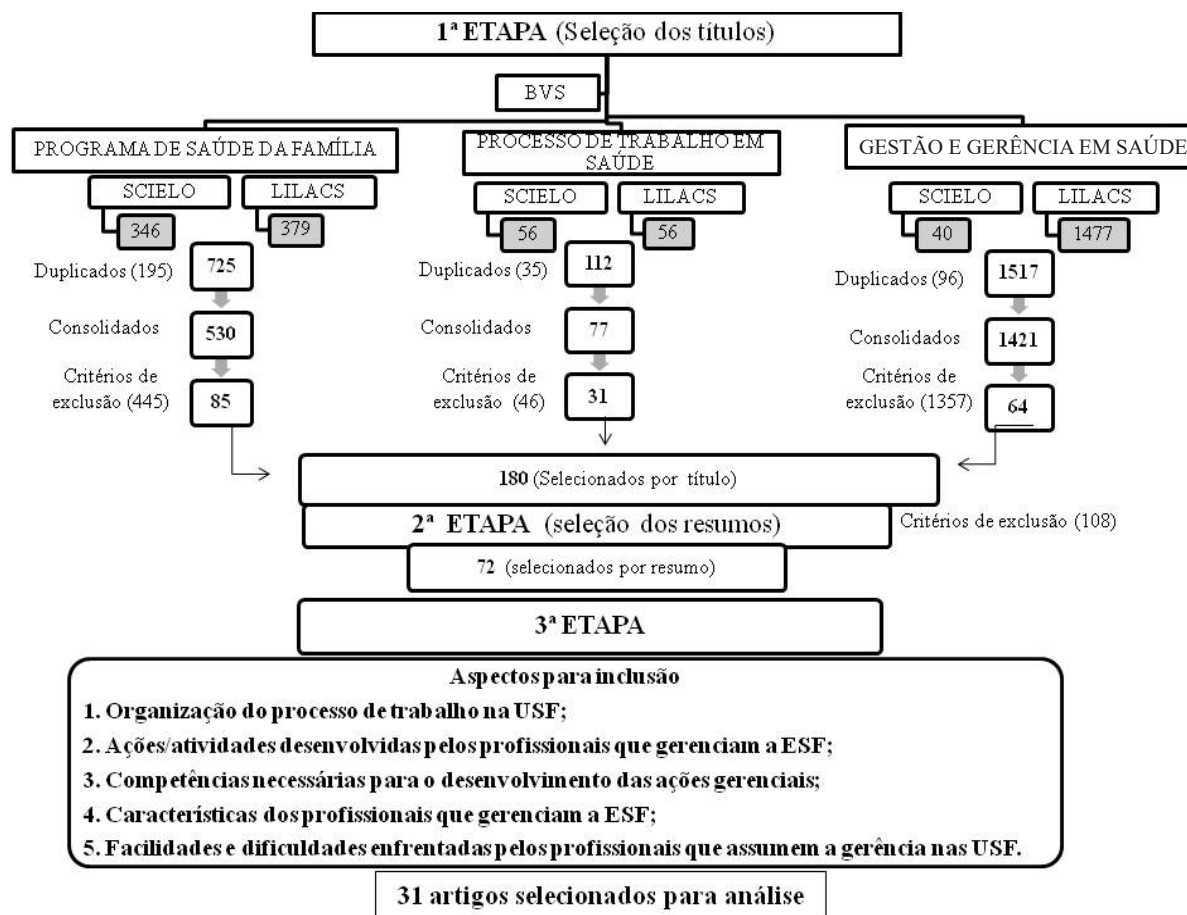 1ª ETAPA (Seleção dos títulos)
BVS
PROGRAMA DE SAÚDE DA FAMÍLIA
SCIELO
LILACS
346
379
Duplicados (195)
725
Consolidados
530
Critérios de
exclusão (445)
85
PROCESSO DE TRABALHO EM
SAÚDE
SCIELO
LILACS
56
56
Duplicados (35)
112
Consolidados
77
Critérios de
exclusão (46)
31
GESTÃO E GERÊNCIA EM SAÚDE
SCIELO
LILACS
40
1477
Duplicados (96)
1517
Consolidados
1421
Critérios de
exclusão (1357)
64
180 (Selecionados por título)
2ª ETAPA (seleção dos resumos)
Critérios de exclusão (108)
72 (selecionados por resumo)
3ª ETAPA
Aspectos para inclusão
1. Organização do processo de trabalho na USF;
2. Ações/atividades desenvolvidas pelos profissionais que gerenciam a ESF;
3. Competências necessárias para o desenvolvimento das ações gerenciais;
4. Características dos profissionais que gerenciam a ESF;
5. Facilidades e dificuldades enfrentadas pelos profissionais que assumem a gerência nas USF.
31 artigos selecionados para análise